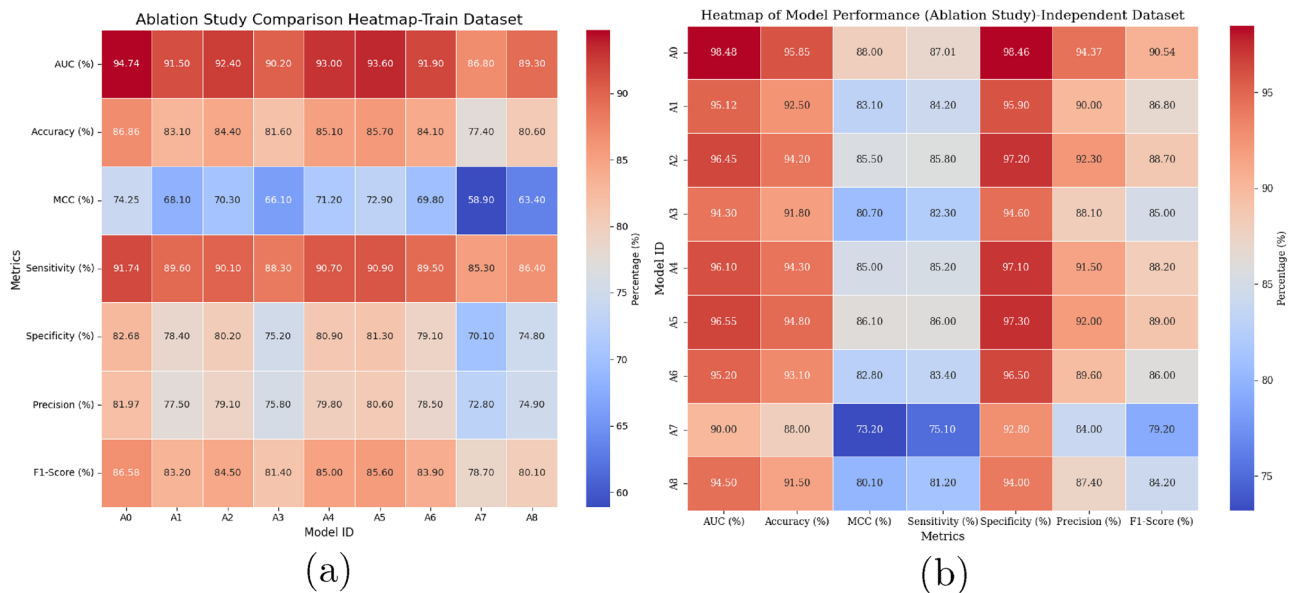 Ablation Study Comparison Heatmap-Train Dataset
AUC (%) 94.74 91.50 92.40 90.20 93.00 93.60 91.90 86.80 89.30
Accuracy (%) 86.86 83.10 84.40 81.60 85.10 85.70 84.10 77.40 80.60
MCC (%) 74.25 68.10 70.30 66.10 71.20 72.90 69.80 58.90 63.40
Sensitivity (%) 91.74 89.60 90.10 88.30 90.70 90.90 89.50 85.30 86.40
Specificity (%) 82.68 78.40 80.20 75.20 80.90 81.30 79.10 70.10 74.80
Precision (%) 81.97 77.50 79.10 75.80 79.80 80.60 78.50 72.80 74.90
F1-Score (%) 86.58 83.20 84.50 81.40 85.00 85.60 83.90 78.70 80.10
A0 A1 A2 A3 A4 A5 A6 A7 A8
Model ID
Metrics
90
85
80
75
70
65
60
Percentage (%)
(a)
Heatmap of Model Performance (Ablation Study)-Independent Dataset
A0 98.48 95.85 88.00 87.01 98.46 94.37 90.54
A1 95.12 92.50 83.10 84.20 95.90 90.00 86.80
A2 96.45 94.20 85.50 85.80 97.20 92.30 88.70
A3 94.30 91.80 80.70 82.30 94.60 88.10 85.00
A4 96.10 94.30 85.00 85.20 97.10 91.50 88.20
A5 96.55 94.80 86.10 86.00 97.30 92.00 89.00
A6 95.20 93.10 82.80 83.40 96.50 89.60 86.00
A7 90.00 88.00 73.20 75.10 92.80 84.00 79.20
A8 94.50 91.50 80.10 81.20 94.00 87.40 84.20
AUC (%) Accuracy (%) MCC (%) Sensitivity (%) Specificity (%) Precision (%) F1-Score (%)
Metrics
Model ID
95
90
85
80
75
Percentage (%)
(b)